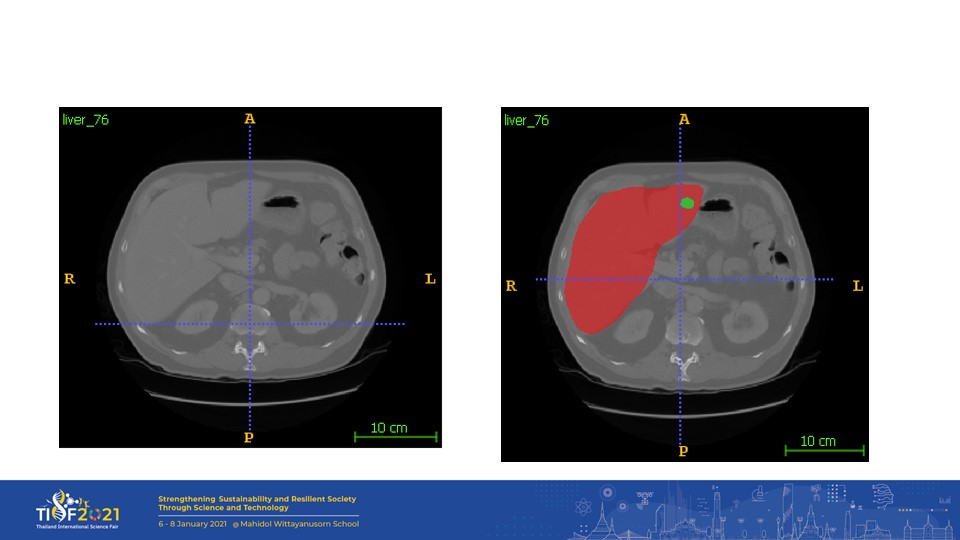 liver_76
A
R
L
P
10 cm
liver_76
A
R
L
P
10 cm
TISF2021
Thailand International Science Fair
Strengthening Sustainability and Resilient Society
Through Science and Technology
6 - 8 January 2021 @ Mahidol Wittayanusorn School